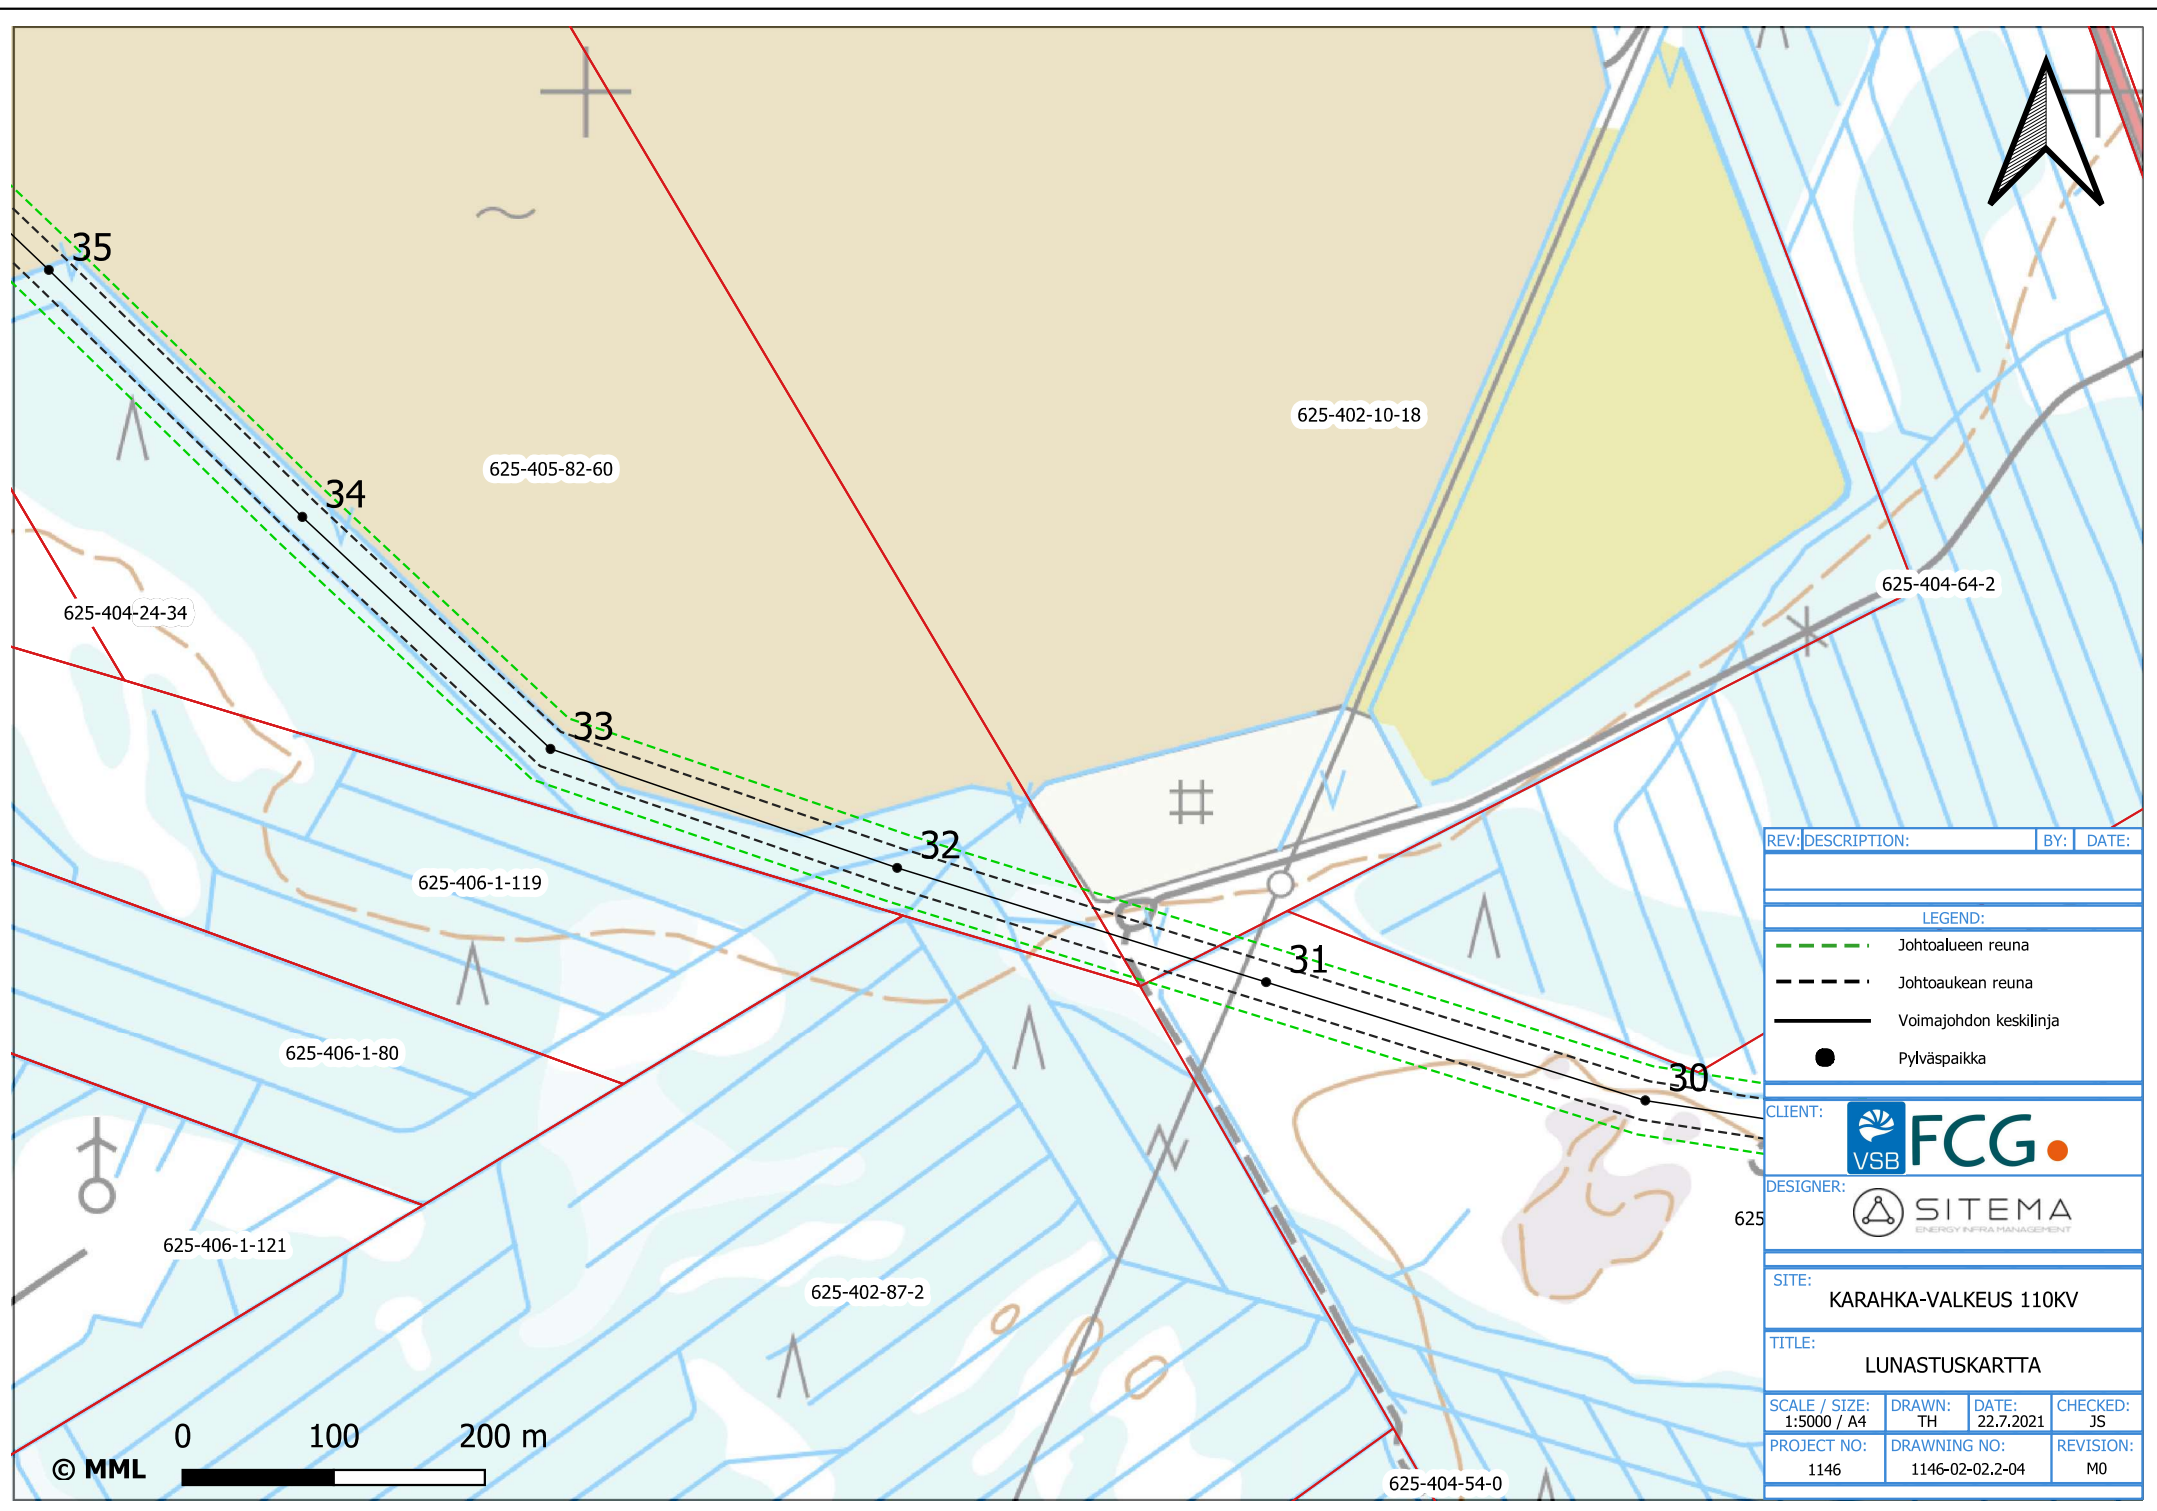 35
625-402-10-18
625-405-82-60
34
625-404-64-2
625-404-24-34
33
32
625-406-1-119
31
625-406-1-80
30
625
625-406-1-121
625-402-87-2
625-404-54-0
0 100 200 m
© MML
REV: DESCRIPTION: BY: DATE:
LEGEND:
Johtoalueen reuna
Johtoaukean reuna
Voimajohdon keskilinja
Pylväspaikka
CLIENT:
VSB FCG
DESIGNER:
SITEMA
ENERGY INFRA MANAGEMENT
SITE:
KARAHKA-VALKEUS 110KV
TITLE:
LUNASTUSKARTTA
SCALE / SIZE: DRAWN: DATE: CHECKED:
1:5000 / A4 TH 22.7.2021 JS
PROJECT NO: DRAWING NO: REVISION:
1146 1146-02-02.2-04 M0